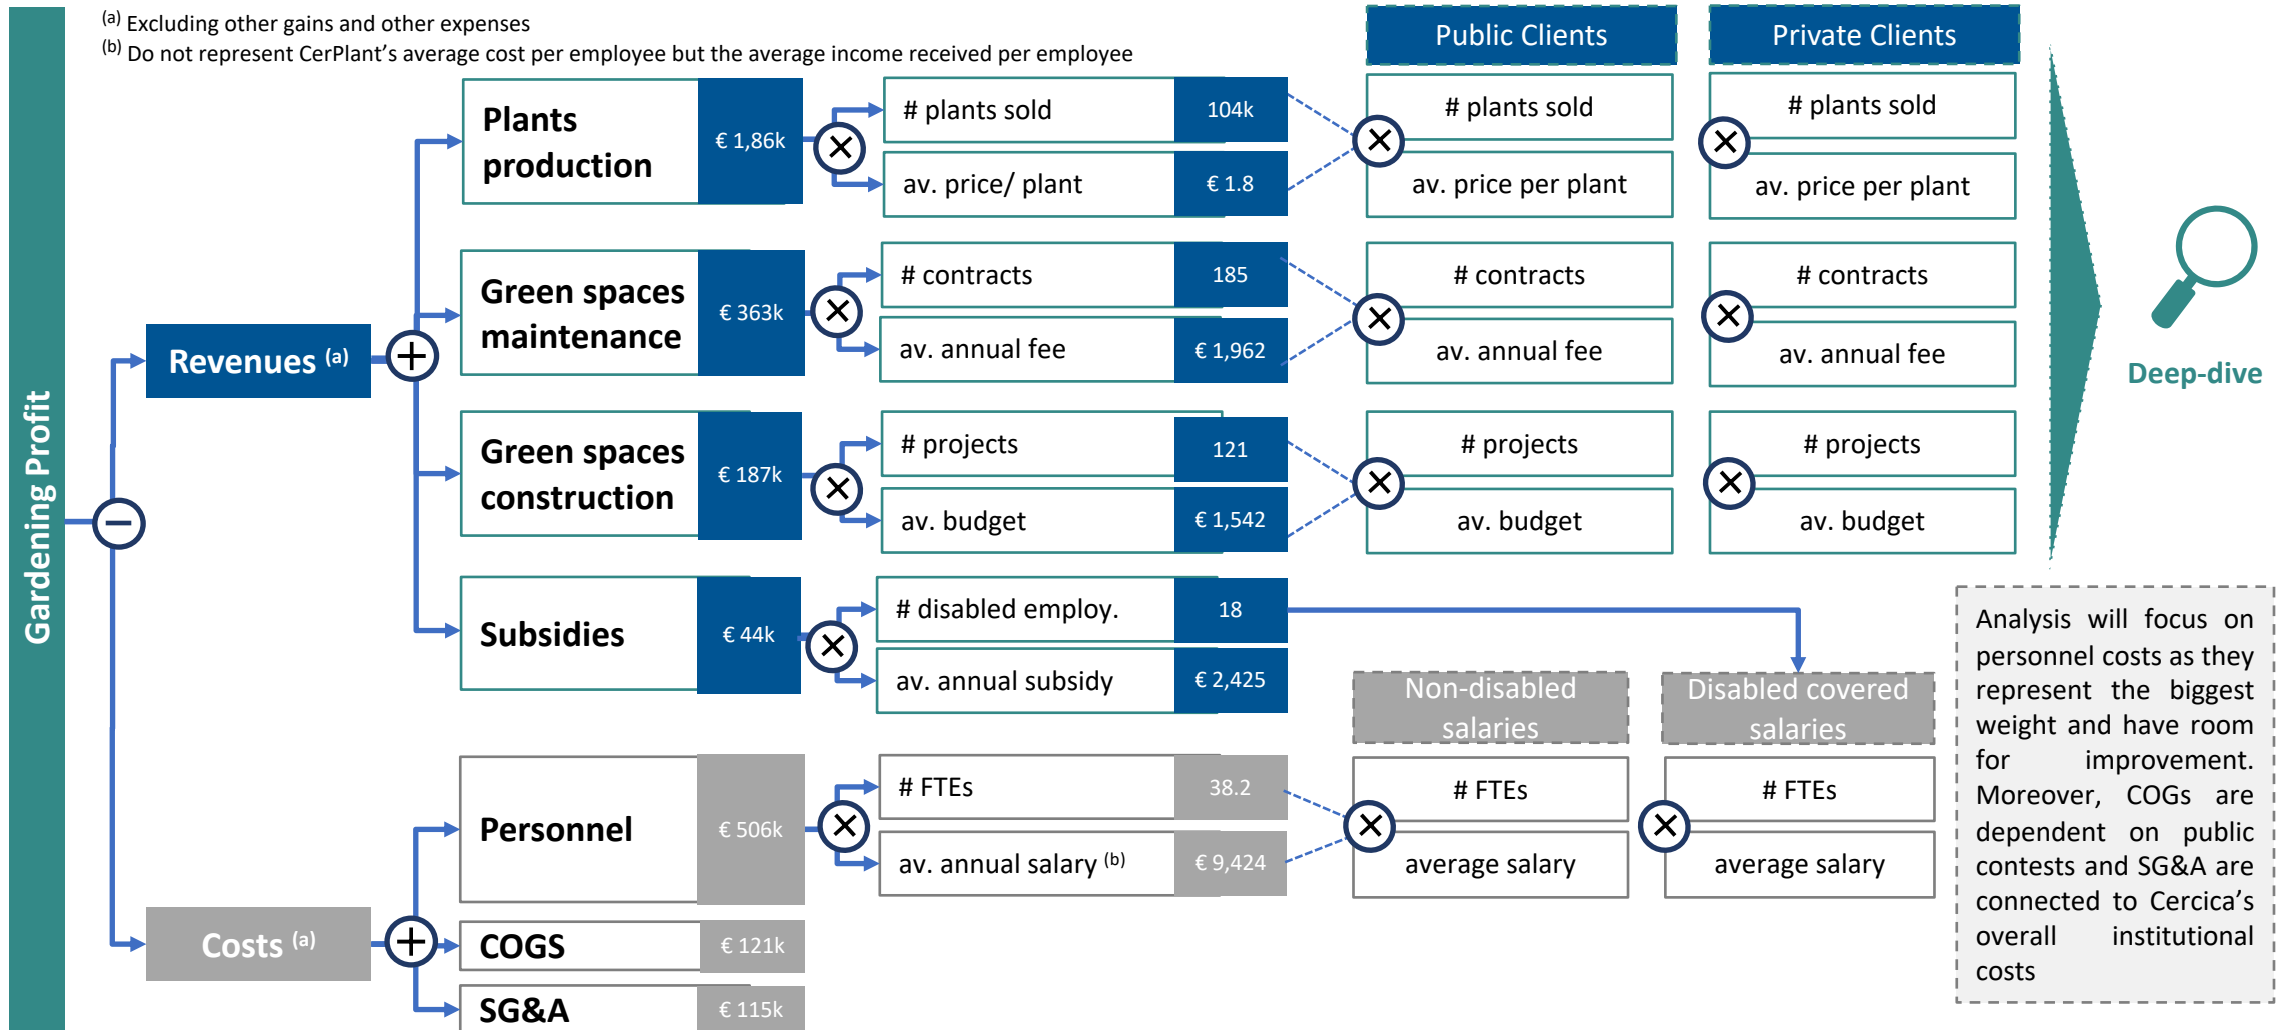 (a) Excluding other gains and other expenses
(b) Do not represent CerPlant's average cost per employee but the average income received per employee
Public Clients
Private Clients
Gardening Profit
Revenues (a)
Plants
production
€ 1,86k
# plants sold
104k
av. price/ plant
€ 1.8
# plants sold
av. price per plant
# plants sold
av. price per plant
Green spaces
maintenance
€ 363k
# contracts
185
av. annual fee
€ 1,962
# contracts
av. annual fee
# contracts
av. annual fee
Green spaces
construction
€ 187k
# projects
121
av. budget
€ 1,542
# projects
av. budget
# projects
av. budget
Deep-dive
Subsidies
€ 44k
# disabled employ.
18
av. annual subsidy
€ 2,425
Non-disabled
salaries
Disabled covered
salaries
Costs (a)
Personnel
€ 506k
# FTEs
38.2
av. annual salary (b)
€ 9,424
# FTEs
average salary
# FTEs
average salary
COGS
€ 121k
SG&A
€ 115k
Analysis will focus on
personnel costs as they
represent the biggest
weight and have room
for improvement.
Moreover, COGs are
dependent on public
contests and SG&A are
connected to Cercica's
overall institutional
costs